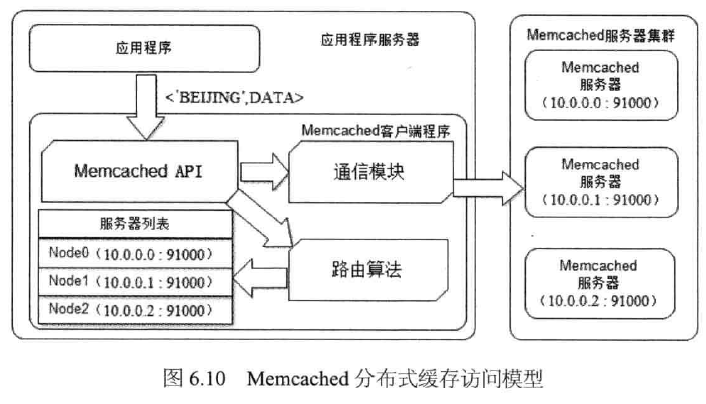 应用程序
应用程序服务器
<'BEIJING',DATA>
Memcached客户端程序
Memcached API
通信模块
服务器列表
Node0（10.0.0.0 : 91000）
Node1（10.0.0.1 : 91000）
Node2（10.0.0.2 : 91000）
路由算法
Memcached服务器集群
Memcached
服务器
（10.0.0.0 : 91000）
Memcached
服务器
（10.0.0.1 : 91000）
Memcached
服务器
（10.0.0.2 : 91000）
图 6.10 Memcached 分布式缓存访问模型